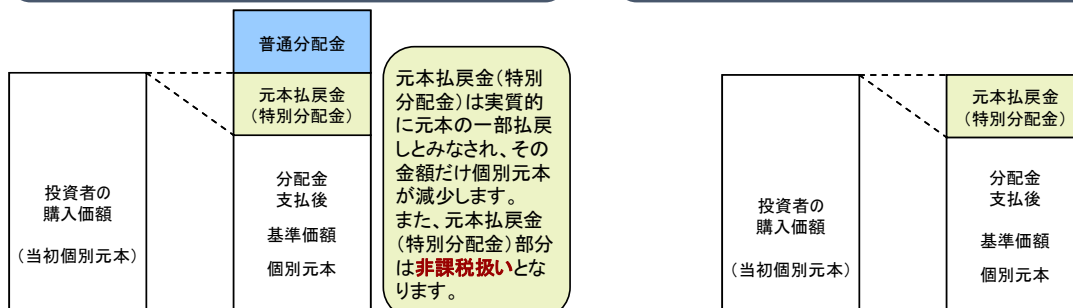 普通分配金
元本払戻金
(特別分配金)
投資者の
購入価額
(当初個別元本)
分配金
支払後
基準価額
個別元本
元本払戻金(特別
分配金)は実質的
に元本の一部払戻
しとみなされ、その
金額だけ個別元本
が減少します。
また、元本払戻金
(特別分配金)部分
は非課税扱いとな
ります。
投資者の
購入価額
(当初個別元本)
元本払戻金
(特別分配金)
分配金
支払後
基準価額
個別元本